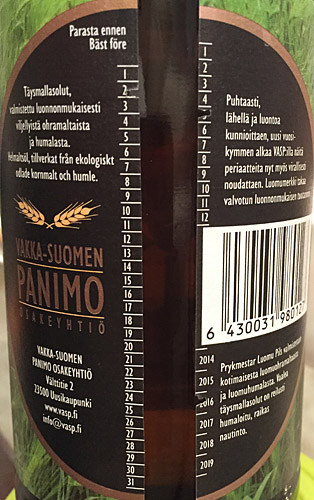 Parasta ennen
Bäst före
Täysmallasolut,
valmistettu luonnonmukaisesti
viljellyistä ohramaltaista
ja humalasta.
Helmaltsöl, tillverkat från ekologiskt
odlade kornmalt och humle.
VAKKA-SUOMEN
PANIMO
OSAKEYHTIÖ
VAKKA-SUOMEN
PANIMO OSAKEYHTIÖ
Välttitie 2
23500 Uusikaupunki
www.vasp.fi
info@vasp.fi
1
2
3
4
5
6
7
8
9
10
11
12
13
14
15
16
17
18
19
20
21
22
23
24
25
26
27
28
29
30
31
1
2
3
4
5
6
7
8
9
10
11
12
2014
2015
2016
2017
2018
2019
Puhtaasti,
lähellä ja luontoa
kunnioittaen, uusi vuosi-
kymmen alkaa VASP:illa näitä
periaatteita nyt myös virallisesti
noudattaen. Luomumerkki takaa
valvotun luonnonmukaisen tuotannon
6 430031 980127
Prykmestar Luomu Pils valmistetaan
kotimaisesta luomuohramaltaasta
ja luomuhumalasta. Vaalea
täysmallasolut on reilusti
humaloitu, raikas
nautinto.